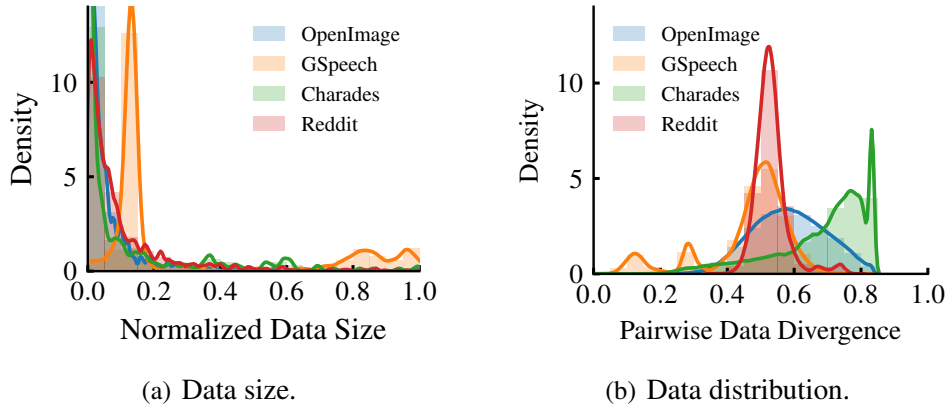 10
5
0
Density
OpenImage
GSpeech
Charades
Reddit
0.0 0.2 0.4 0.6 0.8 1.0
Normalized Data Size
(a) Data size.
10
5
0
Density
OpenImage
GSpeech
Charades
Reddit
0.0 0.2 0.4 0.6 0.8 1.0
Pairwise Data Divergence
(b) Data distribution.